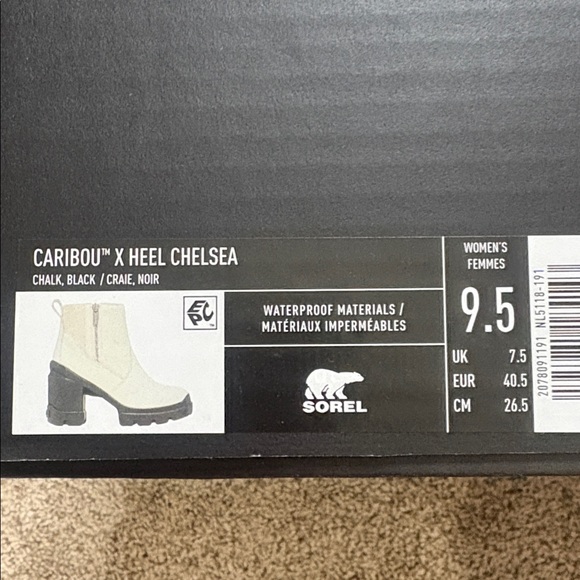 CARIBOU™ X HEEL CHELSEA
CHALK, BLACK / CRAIE, NOIR
WATERPROOF MATERIALS /
MATÉRIAUX IMPERMÉABLES
SOREL
WOMEN'S
FEMMES
9.5
UK 7.5
EUR 40.5
CM 26.5
2078091191 NL5118-191